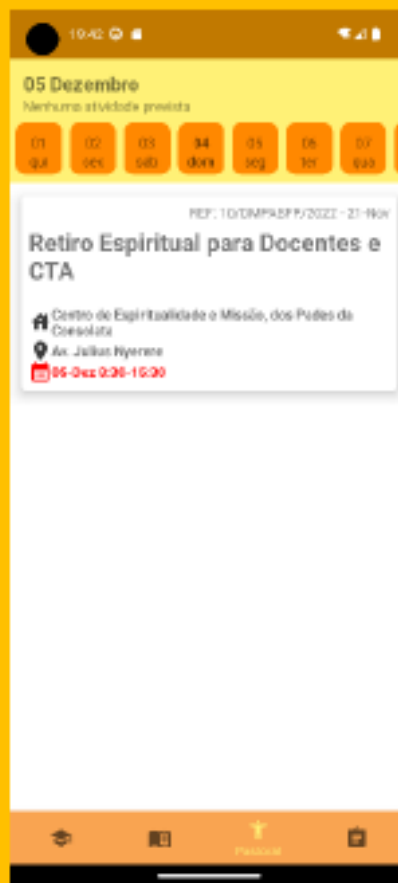 19:42
05 Dezembro
Nenhuma atividade prevista
01 02 03 04 05 06 07
qui sex sáb dom seg ter qua
REF: 10/DMPASFP/2022 - 21-Nov
Retiro Espiritual para Docentes e
CTA
Centro de Espiritualidade e Missão, dos Pades da
Consolata
Av. Julius Nyerere
06-Dez 8:30-15:30
Pastoral